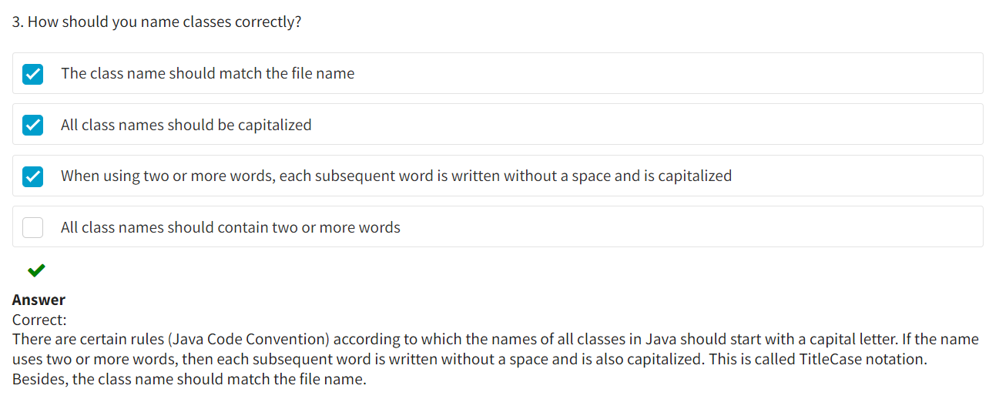 3. How should you name classes correctly?
The class name should match the file name
All class names should be capitalized
When using two or more words, each subsequent word is written without a space and is capitalized
All class names should contain two or more words
Answer
Correct:
There are certain rules (Java Code Convention) according to which the names of all classes in Java should start with a capital letter. If the name
uses two or more words, then each subsequent word is written without a space and is also capitalized. This is called TitleCase notation.
Besides, the class name should match the file name.